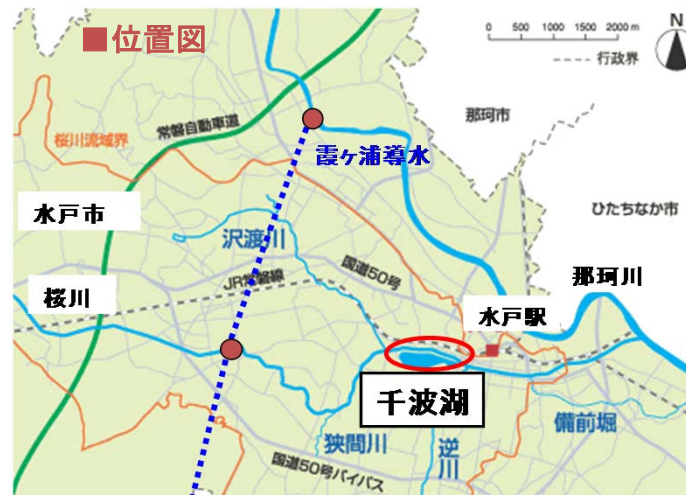 ■位置図
0 500 1000 1500 2000 m
N
行政界
桜川流域界
常磐自動車道
那珂市
霞ヶ浦導水
水戸市
ひたちなか市
沢渡川
国道50号
JR常磐線
那珂川
桜川
水戸駅
千波湖
備前堀
狭間川
逆川
国道50号バイパス